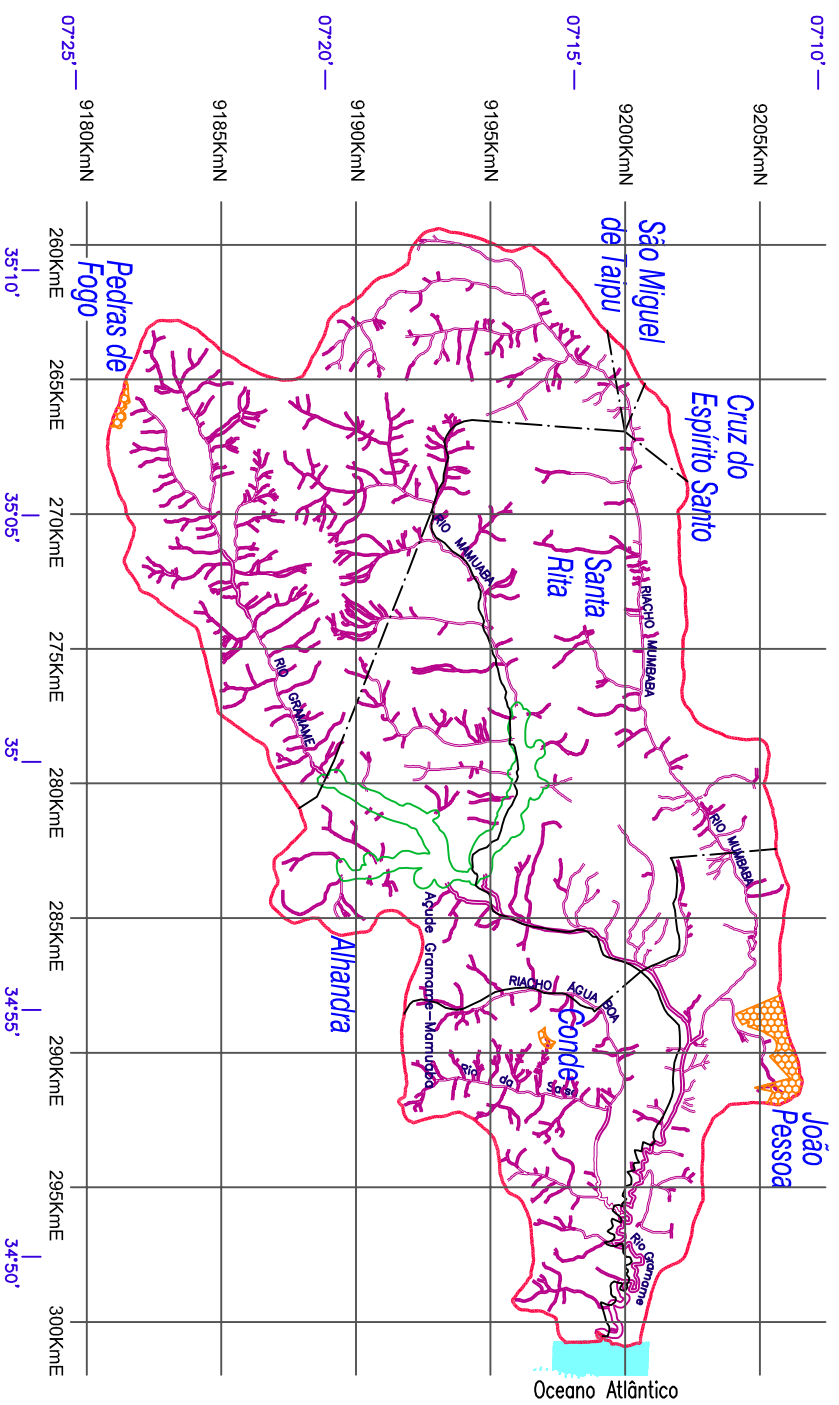 07°10'
07°15'
07°20'
07°25'
9205KmN
9200KmN
9195KmN
9190KmN
9185KmN
9180KmN
260KmE
265KmE
270KmE
275KmE
280KmE
285KmE
290KmE
295KmE
300KmE
35°10'
35°05'
35°
34°55'
34°50'
São Miguel
de Taipu
Cruz do
Espírito Santo
Pedras de
Fogo
Santa
Rita
RIO MAMUABA
RIACHO MUMBABA
RIO GRAMAME
RIO MUMBABA
Alhandra
Açude Gramame-Mamuaba
RIACHO ÁGUA BOA
Conde
Rio da Salsa
João
Pessoa
Rio Gramame
Oceano Atlântico